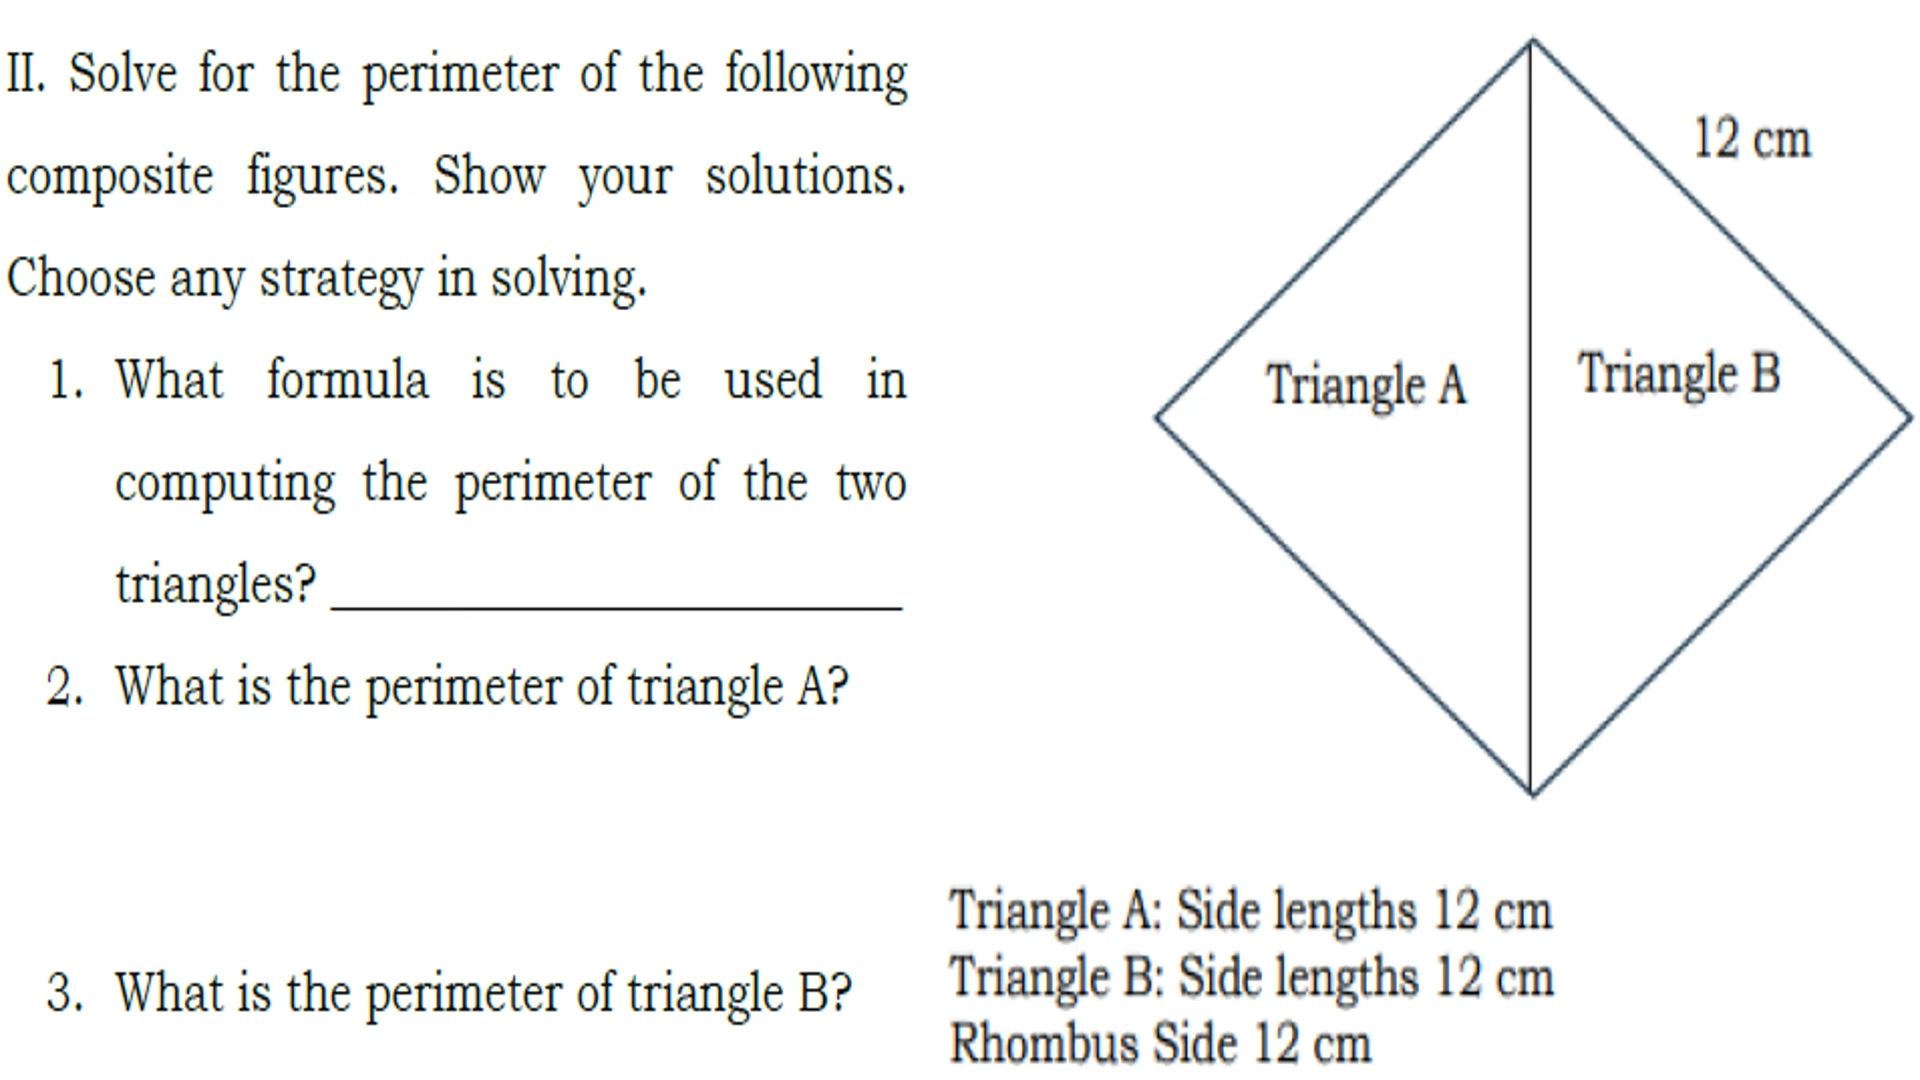 II. Solve for the perimeter of the following
composite figures. Show your solutions.
Choose any strategy in solving.
1. What formula is to be used in
computing the perimeter of the two
triangles? ____________________
2. What is the perimeter of triangle A?
3. What is the perimeter of triangle B?
12 cm
Triangle A
Triangle B
Triangle A: Side lengths 12 cm
Triangle B: Side lengths 12 cm
Rhombus Side 12 cm